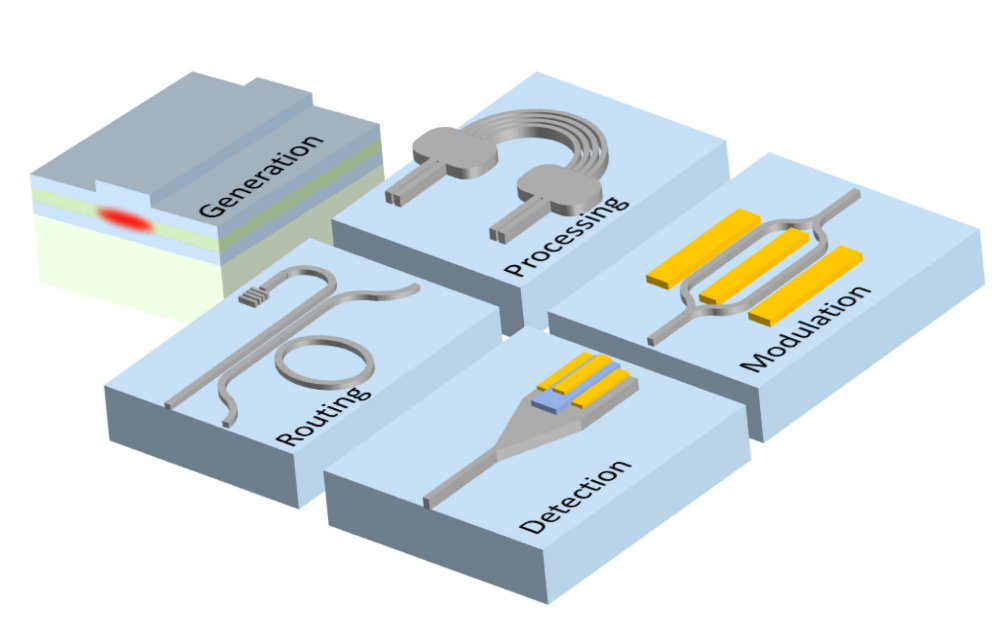 Generation
Processing
Modulation
Routing
Detection